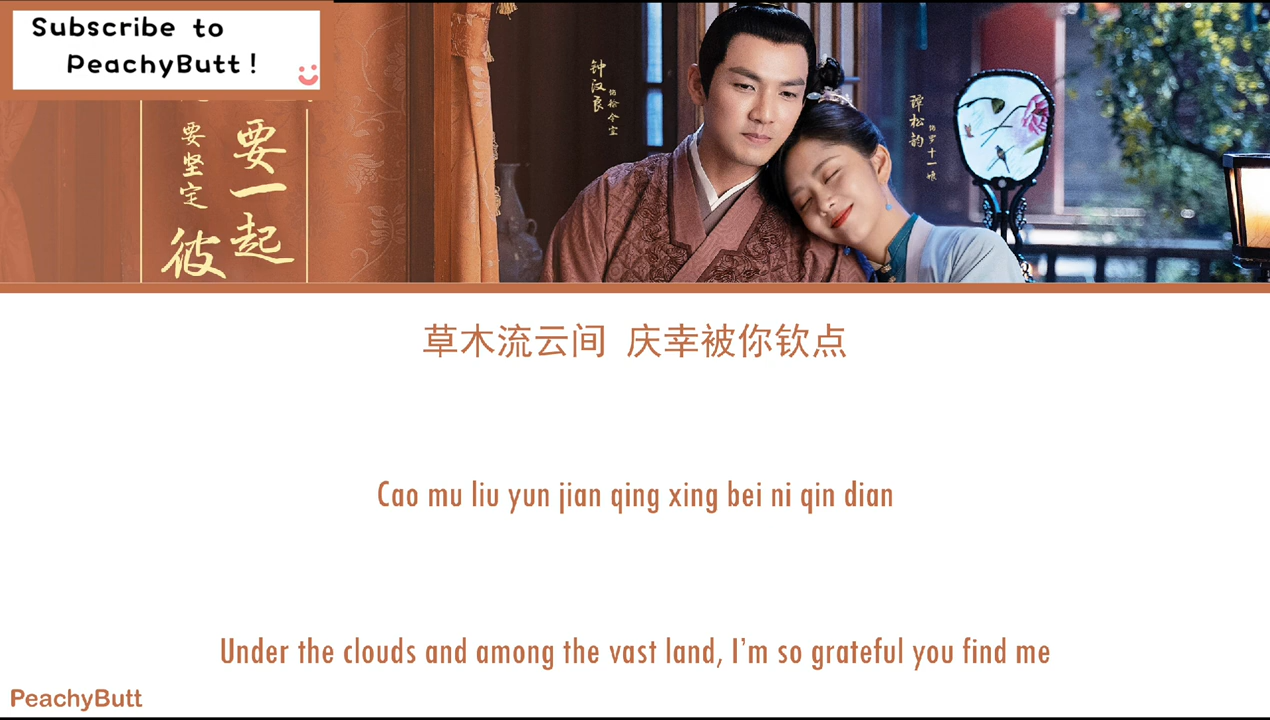 Subscribe to
PeachyButt!
要一起
要坚定
彼
钟汉良
饰徐令宜
谭松韵
饰罗十一娘
草木流云间 庆幸被你钦点
Cao mu liu yun jian qing xing bei ni qin dian
Under the clouds and among the vast land, I'm so grateful you find me
PeachyButt